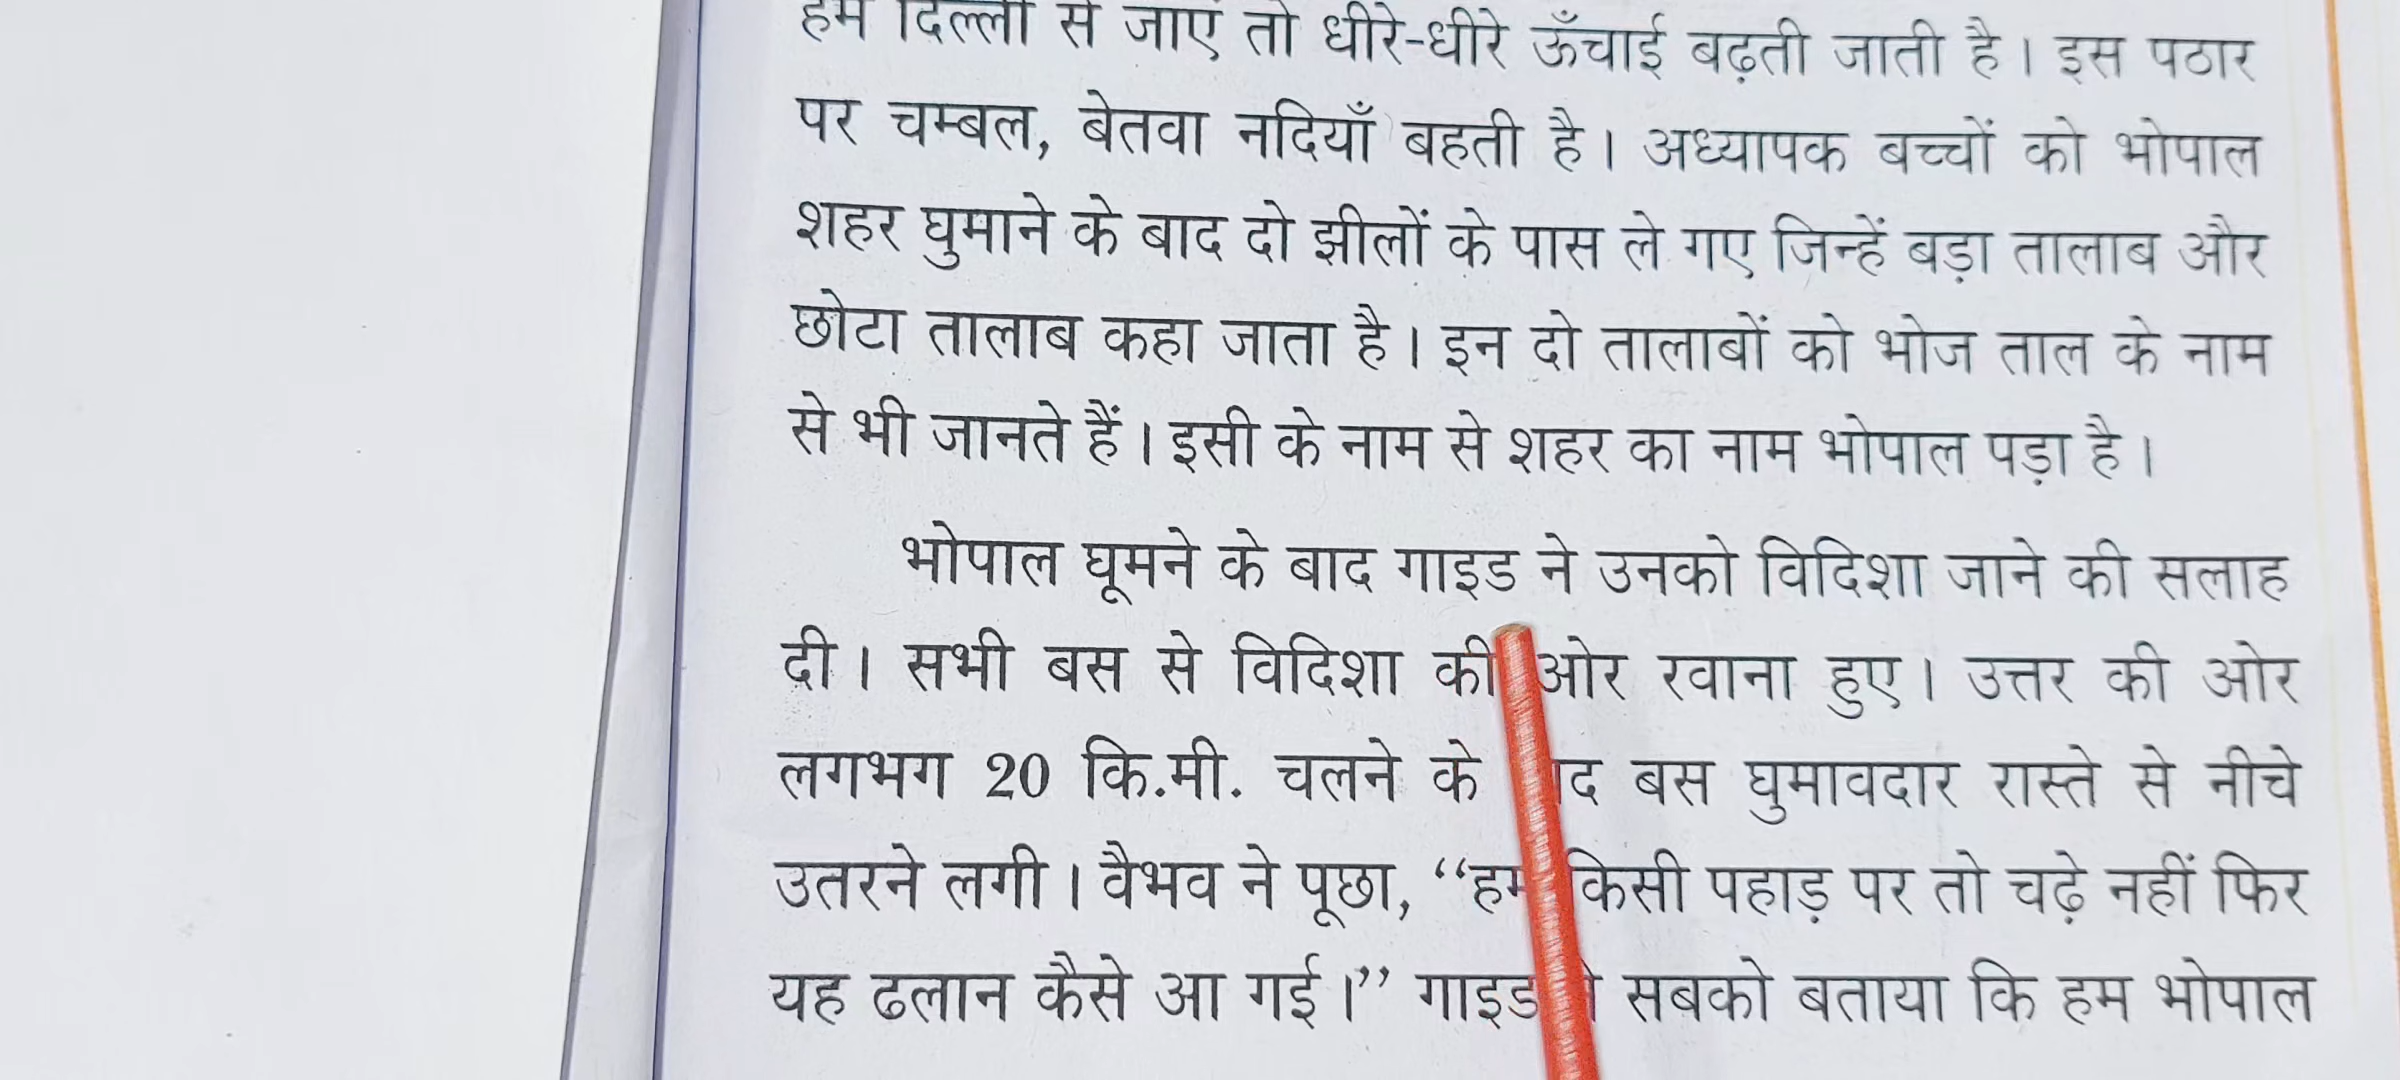 हम दिल्ली से जाएँ तो धीरे-धीरे ऊँचाई बढ़ती जाती है। इस पठार
पर चम्बल, बेतवा नदियाँ बहती है। अध्यापक बच्चों को भोपाल
शहर घुमाने के बाद दो झीलों के पास ले गए जिन्हें बड़ा तालाब और
छोटा तालाब कहा जाता है। इन दो तालाबों को भोज ताल के नाम
से भी जानते हैं। इसी के नाम से शहर का नाम भोपाल पड़ा है।
भोपाल घूमने के बाद गाइड ने उनको विदिशा जाने की सलाह
दी। सभी बस से विदिशा की ओर रवाना हुए। उत्तर की ओर
लगभग 20 कि.मी. चलने के बस घुमावदार रास्ते से नीचे
उतरने लगी। वैभव ने पूछा, “हम किसी पहाड़ पर तो चढ़े नहीं फिर
यह ढलान कैसे आ गई।” गाइड सबको बताया कि हम भोपाल